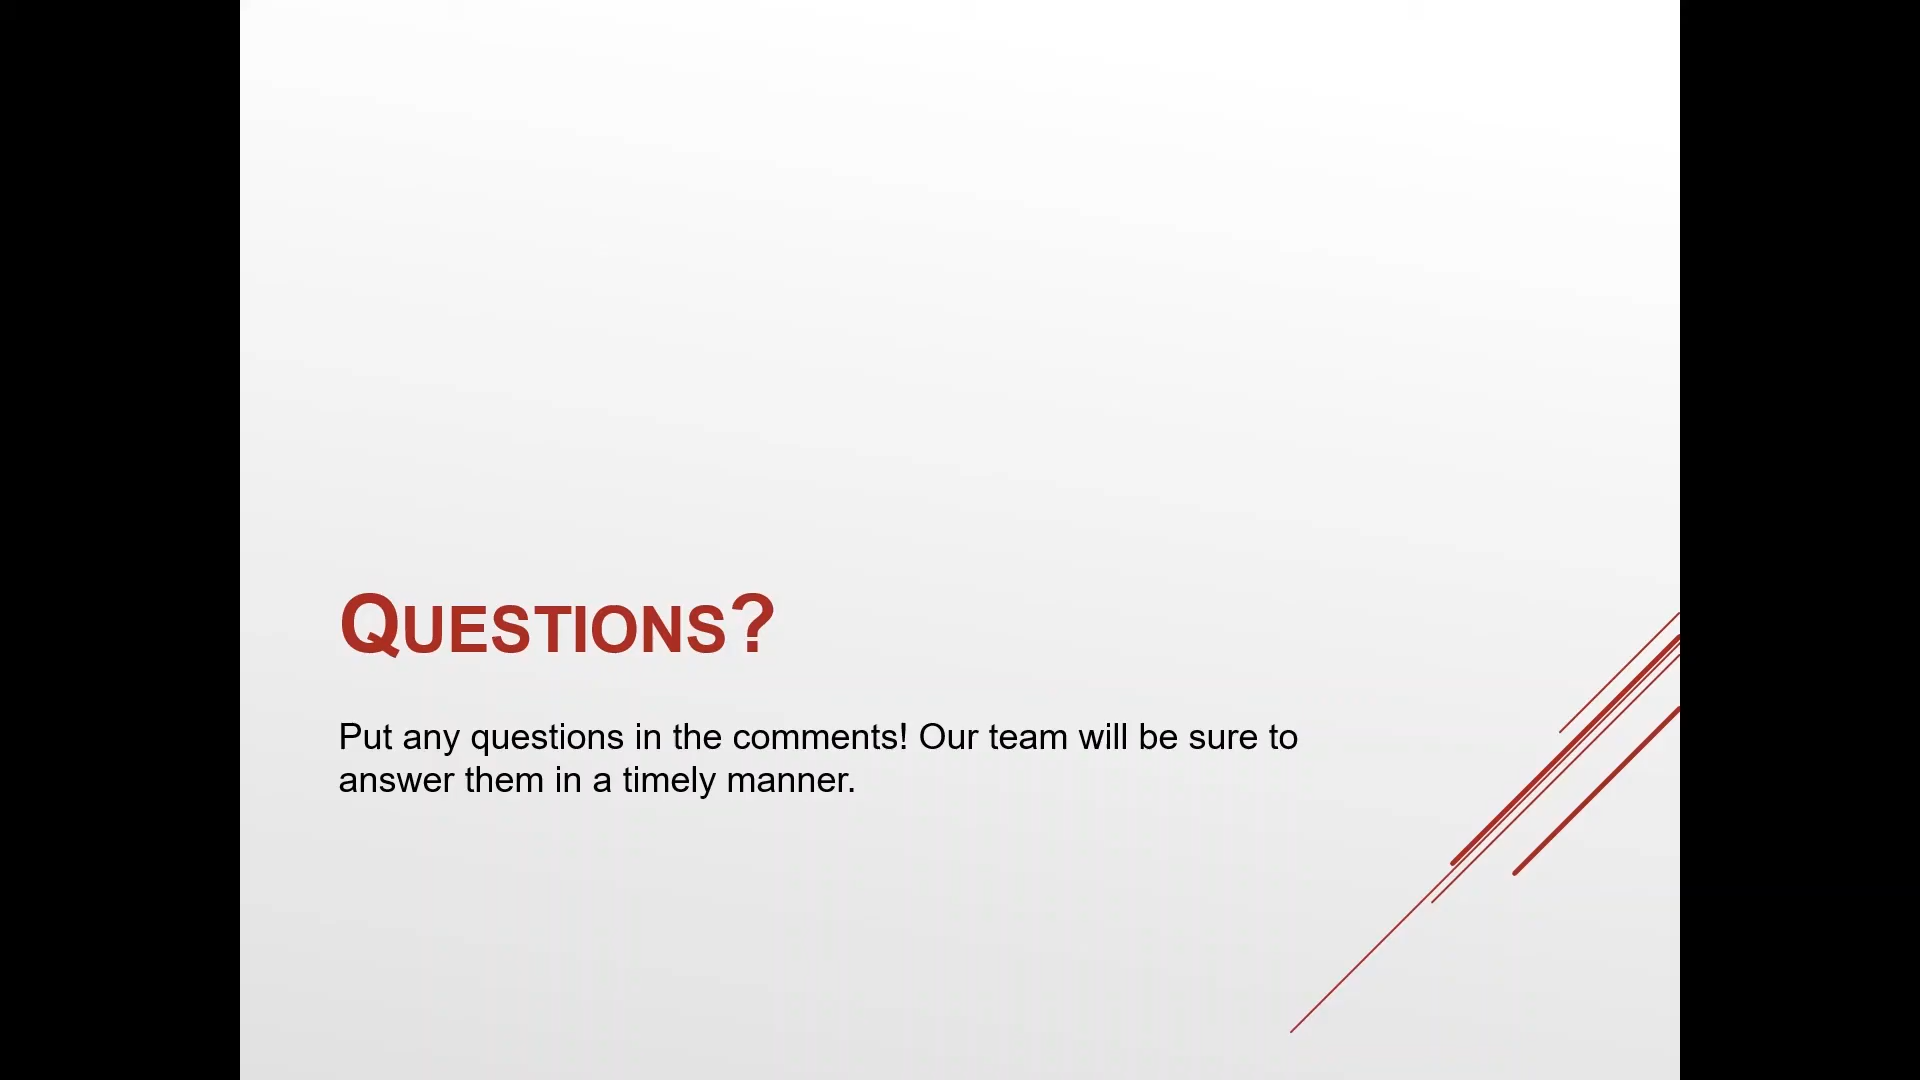 Questions?
Put any questions in the comments! Our team will be sure to
answer them in a timely manner.